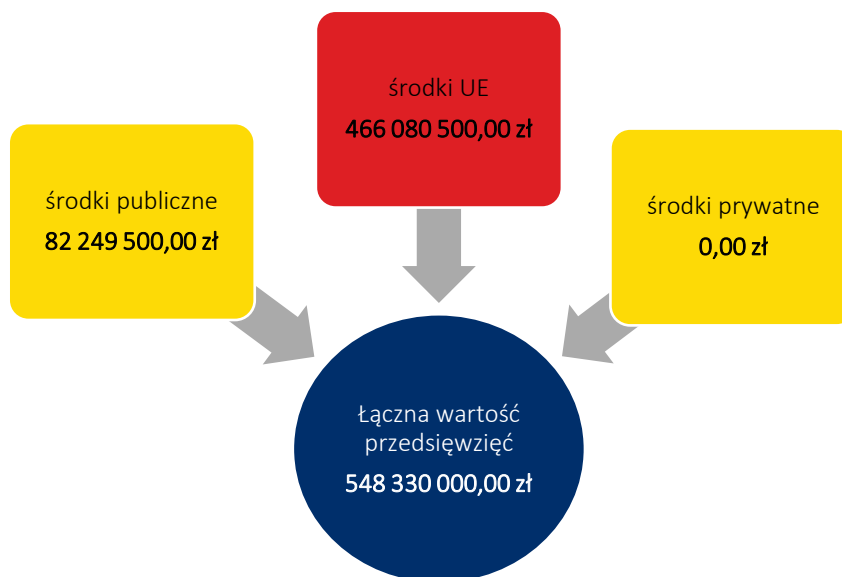 środki UE
466 080 500,00 zł
środki publiczne
82 249 500,00 zł
środki prywatne
0,00 zł
Łączna wartość
przedsięwzięć
548 330 000,00 zł